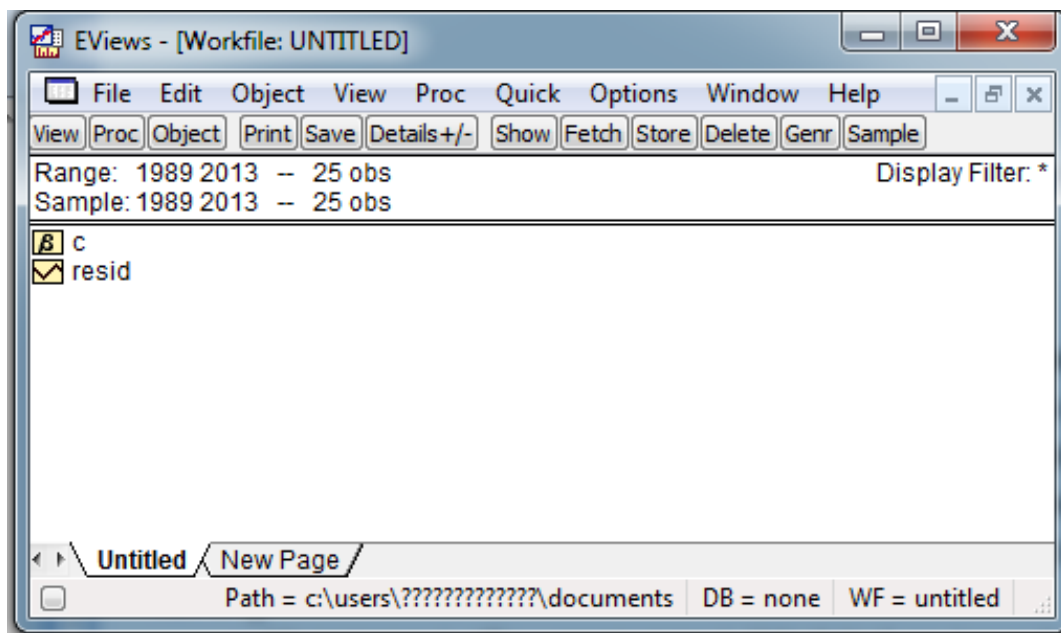 EViews - [Workfile: UNTITLED]
File Edit Object View Proc Quick Options Window Help
View Proc Object Print Save Details+/- Show Fetch Store Delete Genr Sample
Range: 1989 2013 -- 25 obs Display Filter: *
Sample: 1989 2013 -- 25 obs
β c
resid
Untitled New Page
Path = c:\users\?????????????\documents DB = none WF = untitled